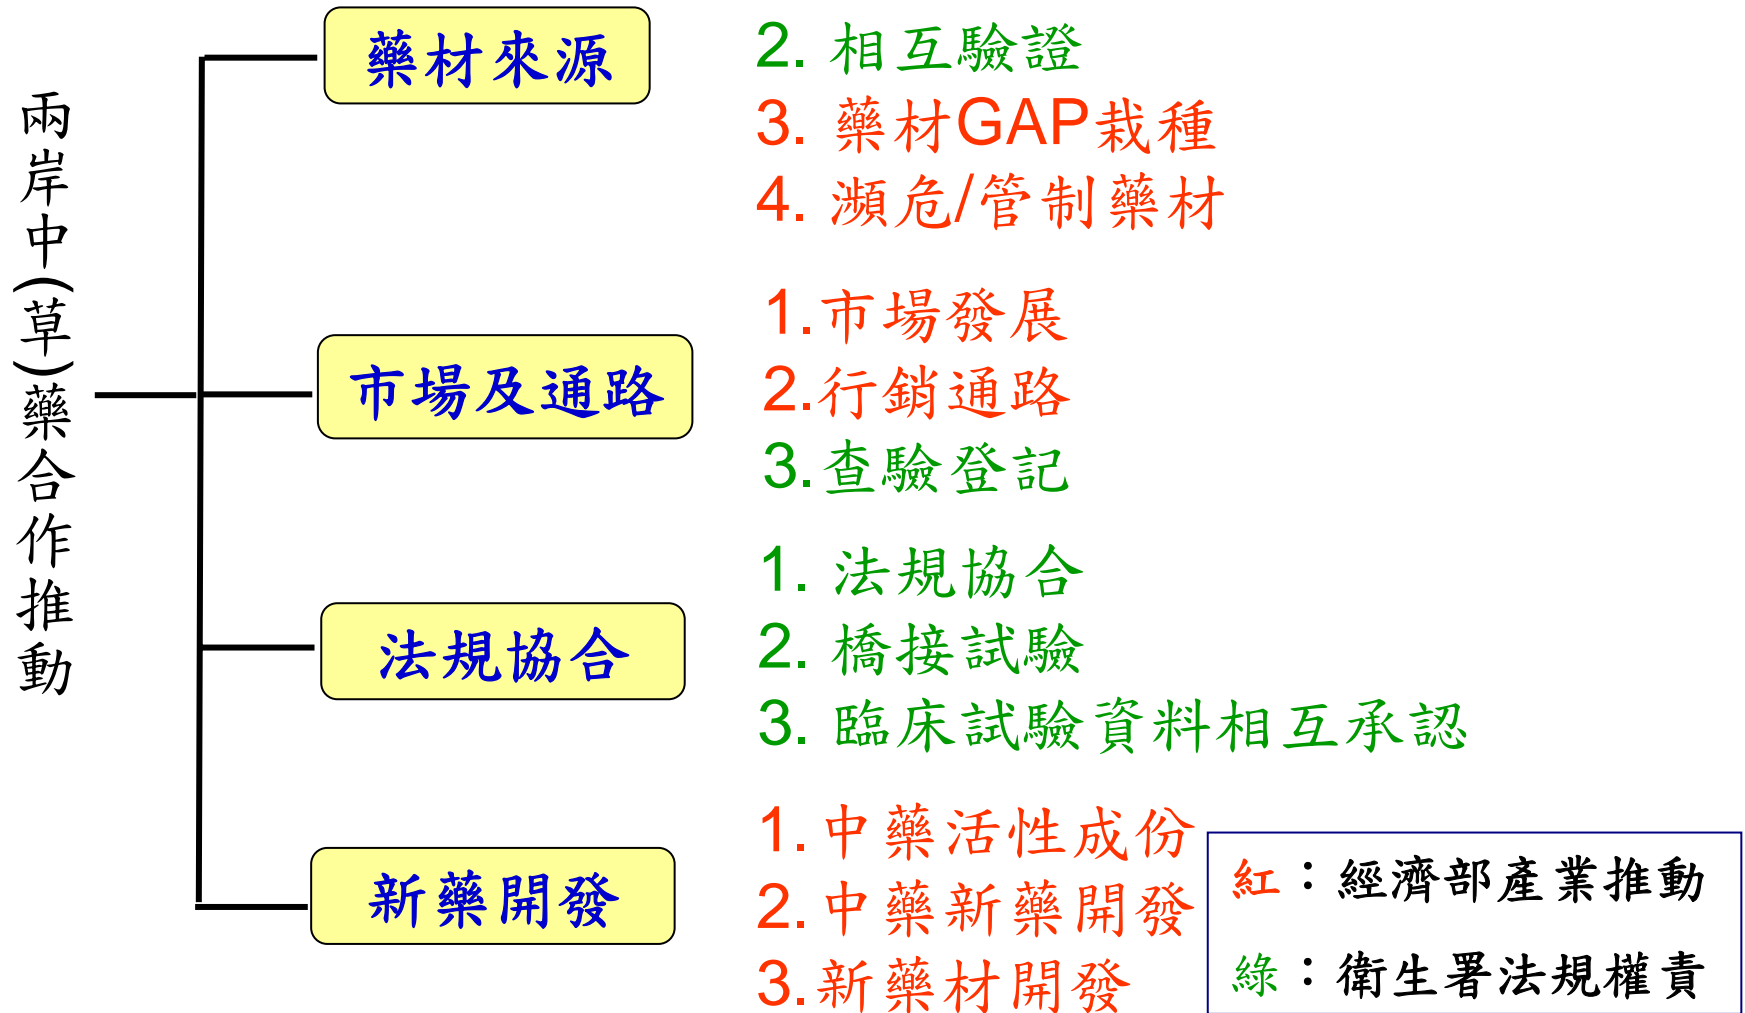 兩岸中(草)藥合作推動
藥材來源
2. 相互驗證
3. 藥材GAP栽種
4. 瀕危/管制藥材
市場及通路
1.市場發展
2.行銷通路
3.查驗登記
法規協合
1. 法規協合
2. 橋接試驗
3. 臨床試驗資料相互承認
新藥開發
1.中藥活性成份
2.中藥新藥開發
3.新藥材開發
紅：經濟部產業推動
綠：衛生署法規權責